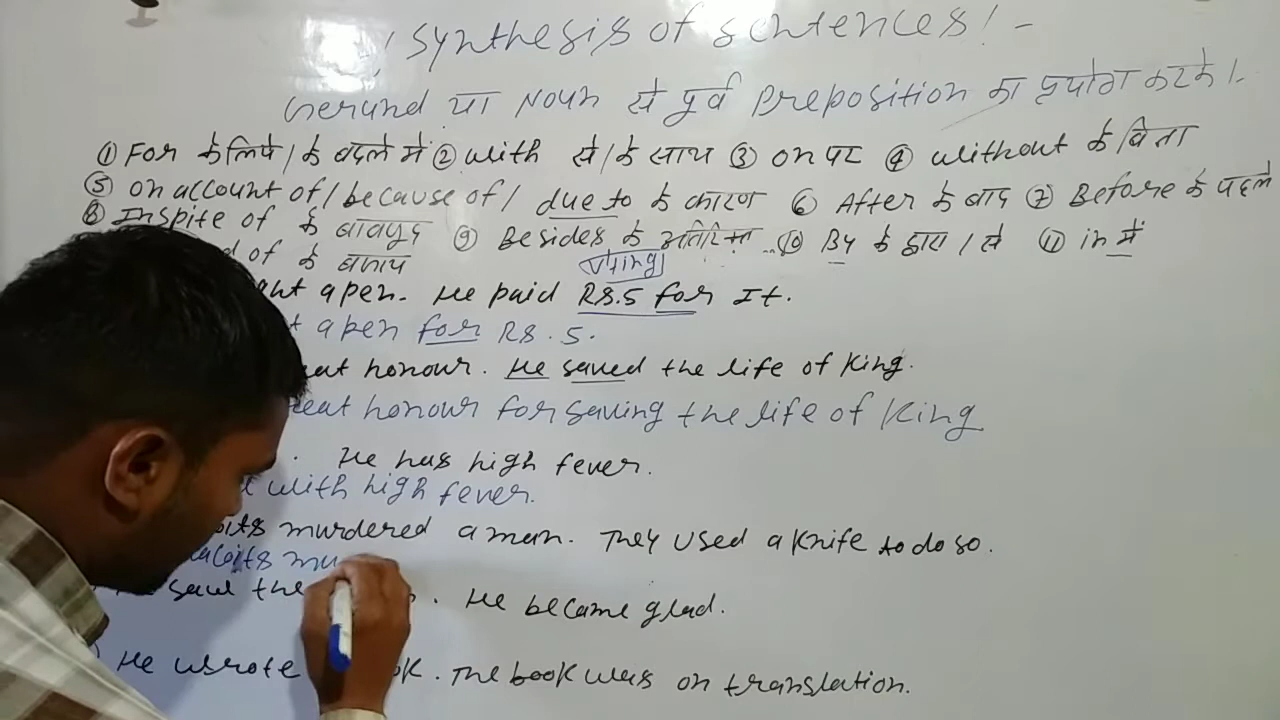 :- Synthesis of sentences! -
Gerund या Noun से पूर्व Preposition का प्रयोग करके।-
① For के लिये / के बदले में ② with से / के साथ ③ on पर ④ without के बिना
⑤ on account of / because of / due to के कारण ⑥ After के बाद ⑦ Before के पहले
⑧ Inspite of के बावजूद ⑨ Besides के अतिरिक्त ⑩ By के द्वारा / से ⑪ in में
of के बजाय
V+ing
a pen. He paid Rs.5 for It.
a pen for Rs. 5.
honour. He saved the life of King.
honour for saving the life of King
. He has high fever.
with high fever.
murdered a man. They used a knife to do so.
mu
saw the . He became glad.
He wrote . The book was on translation.